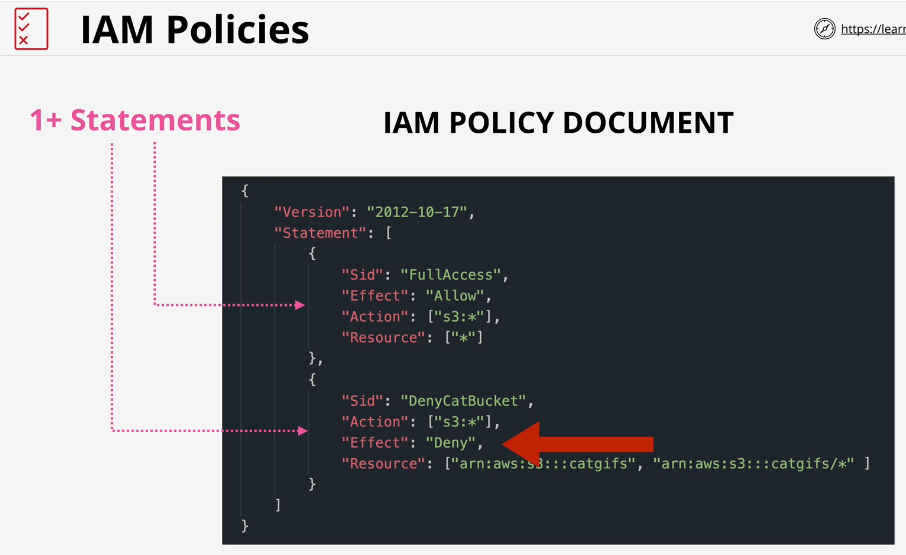 IAM Policies
https://lear
1+ Statements
IAM POLICY DOCUMENT
{
"Version": "2012-10-17",
"Statement": [
{
"Sid": "FullAccess",
"Effect": "Allow",
"Action": ["s3:*"],
"Resource": ["*"]
},
{
"Sid": "DenyCatBucket",
"Action": ["s3:*"],
"Effect": "Deny",
"Resource": ["arn:aws:s3:::catgifs", "arn:aws:s3:::catgifs/*" ]
}
]
}